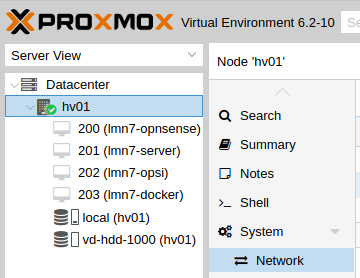 PROXMOX Virtual Environment 6.2-10 Se
Server View
Datacenter
hv01
200 (lmn7-opnsense)
201 (lmn7-server)
202 (lmn7-opsi)
203 (lmn7-docker)
local (hv01)
vd-hdd-1000 (hv01)
Node 'hv01'
Search
Summary
Notes
Shell
System
Network